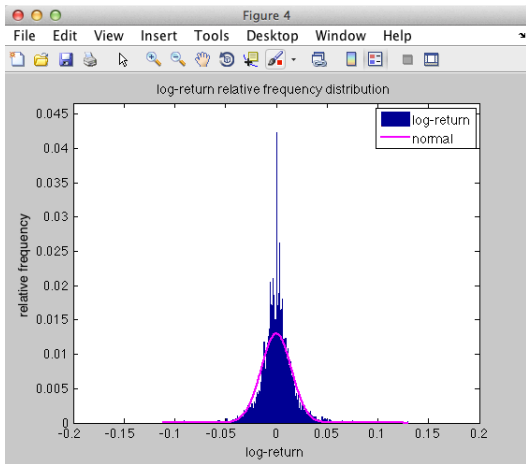 Figure 4
File Edit View Insert Tools Desktop Window Help
log-return relative frequency distribution
log-return
normal
0.045
0.04
0.035
0.03
0.025
0.02
0.015
0.01
0.005
0
relative frequency
-0.2 -0.15 -0.1 -0.05 0 0.05 0.1 0.15 0.2
log-return